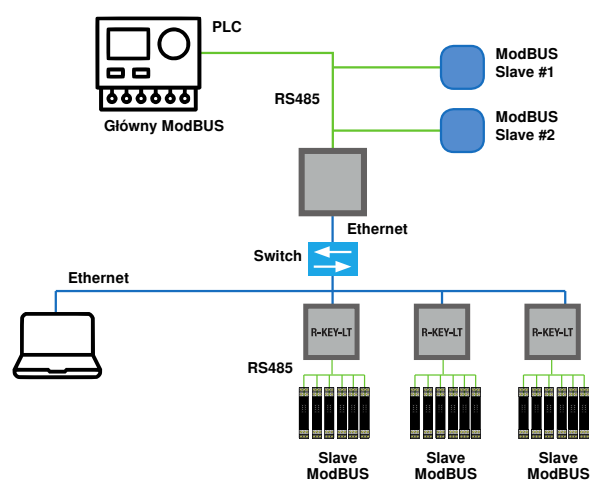 PLC
ModBUS
Slave #1
RS485
ModBUS
Slave #2
Główny ModBUS
Ethernet
Switch
Ethernet
R-KEY-LT
R-KEY-LT
R-KEY-LT
RS485
Slave
ModBUS
Slave
ModBUS
Slave
ModBUS